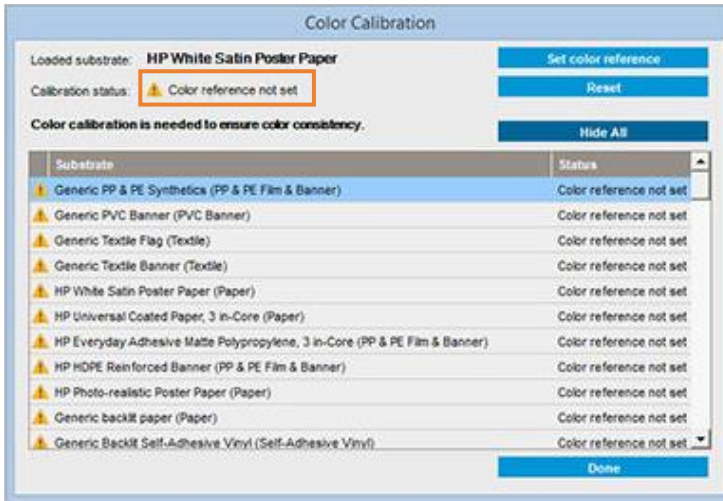 Color Calibration
Loaded substrate: HP White Satin Poster Paper
Set color reference
Calibration status: Color reference not set
Reset
Color calibration is needed to ensure color consistency.
Hide All
Substrate Status
Generic PP & PE Synthetics (PP & PE Film & Banner) Color reference not set
Generic PVC Banner (PVC Banner) Color reference not set
Generic Textile Flag (Textile) Color reference not set
Generic Textile Banner (Textile) Color reference not set
HP White Satin Poster Paper (Paper) Color reference not set
HP Universal Coated Paper, 3 in-Core (Paper) Color reference not set
HP Everyday Adhesive Matte Polypropylene, 3 in-Core (PP & PE Film & Banner) Color reference not set
HP HDPE Reinforced Banner (PP & PE Film & Banner) Color reference not set
HP Photo-realistic Poster Paper (Paper) Color reference not set
Generic backlit paper (Paper) Color reference not set
Generic Backlit Self-Adhesive Vinyl (Self-Adhesive Vinyl) Color reference not set
Done